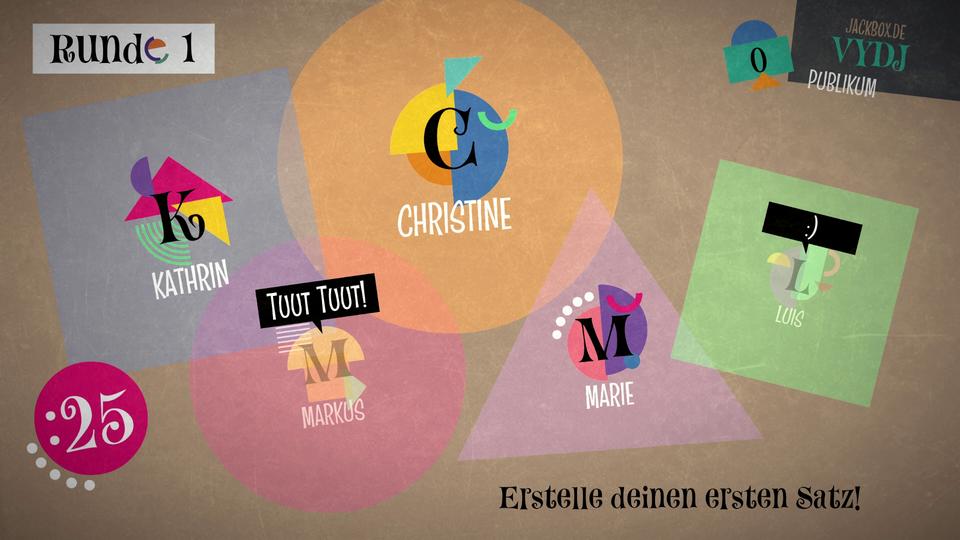 Runde 1
JACKBOX.DE
VYDJ
PUBLIKUM
0
C
CHRISTINE
K
KATHRIN
Tuut Tuut!
M
MARKUS
M
MARIE
:)
L
LUIS
:25
Erstelle deinen ersten Satz!